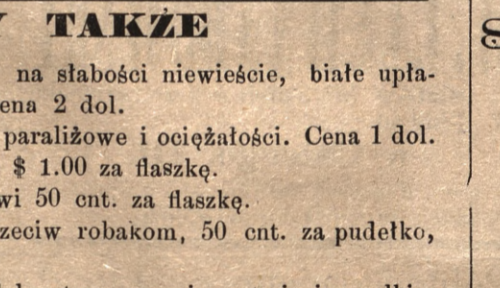 TAKŻE
na słabości niewieście, białe upła-
ena 2 dol.
paraliżowe i ociężałości. Cena 1 dol.
$ 1.00 za flaszkę.
wi 50 cnt. za flaszkę.
zeciw robakom, 50 cnt. za pudełko,